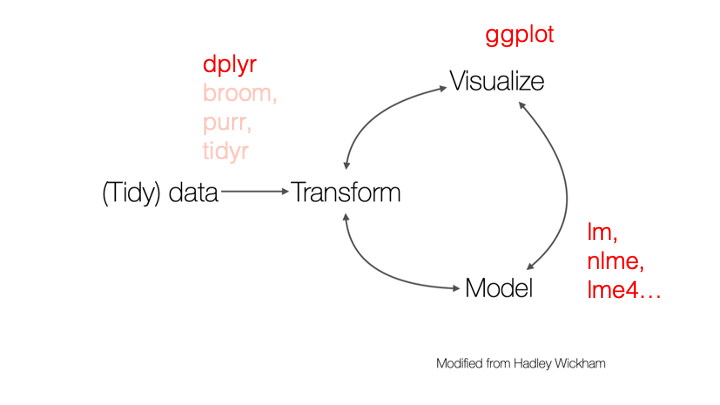 ggplot
dplyr
broom,
purr,
tidyr
Visualize
(Tidy) data
Transform
lm,
nlme,
lme4...
Model
Modified from Hadley Wickham